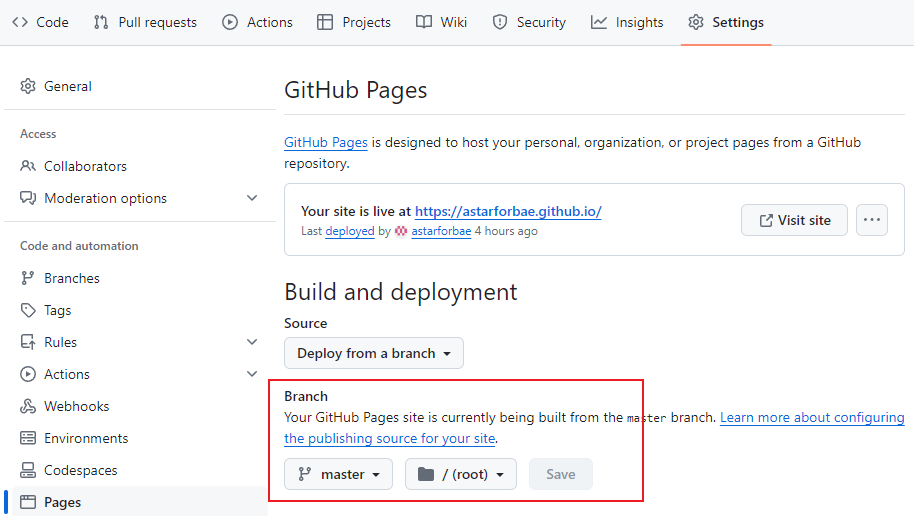 Code Pull requests Actions Projects Wiki Security Insights Settings
General
Access
Collaborators
Moderation options
Code and automation
Branches
Tags
Rules
Actions
Webhooks
Environments
Codespaces
Pages
GitHub Pages
GitHub Pages is designed to host your personal, organization, or project pages from a GitHub
repository.
Your site is live at https://astarforbae.github.io/
Last deployed by astarforbae 4 hours ago
Visit site
Build and deployment
Source
Deploy from a branch
Branch
Your GitHub Pages site is currently being built from the master branch. Learn more about configuring
the publishing source for your site.
master / (root) Save